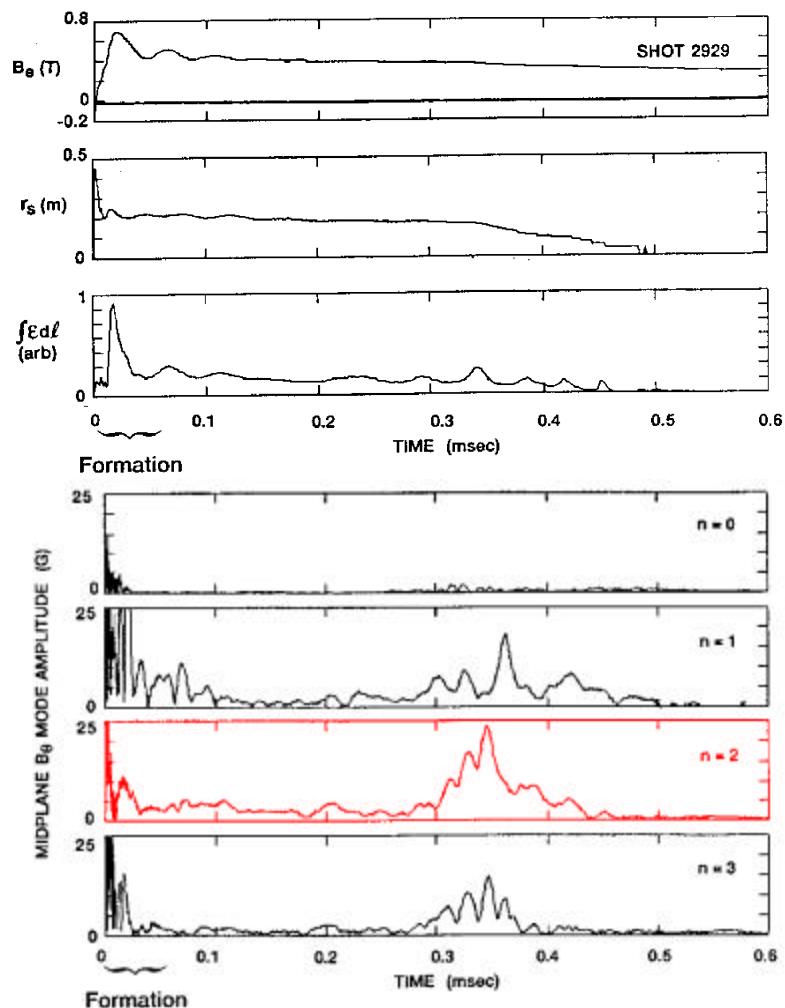 0.8
Bₑ (T)
SHOT 2929
0
-0.2
0.5
rₛ (m)
0
1
∫Ɛdℓ
(arb)
0
0 0.1 0.2 0.3 0.4 0.5 0.6
TIME (msec)
Formation
MIDPLANE B_θ MODE AMPLITUDE (G)
25
n = 0
0
25
n = 1
0
25
n = 2
0
25
n = 3
0
0 0.1 0.2 0.3 0.4 0.5 0.6
TIME (msec)
Formation